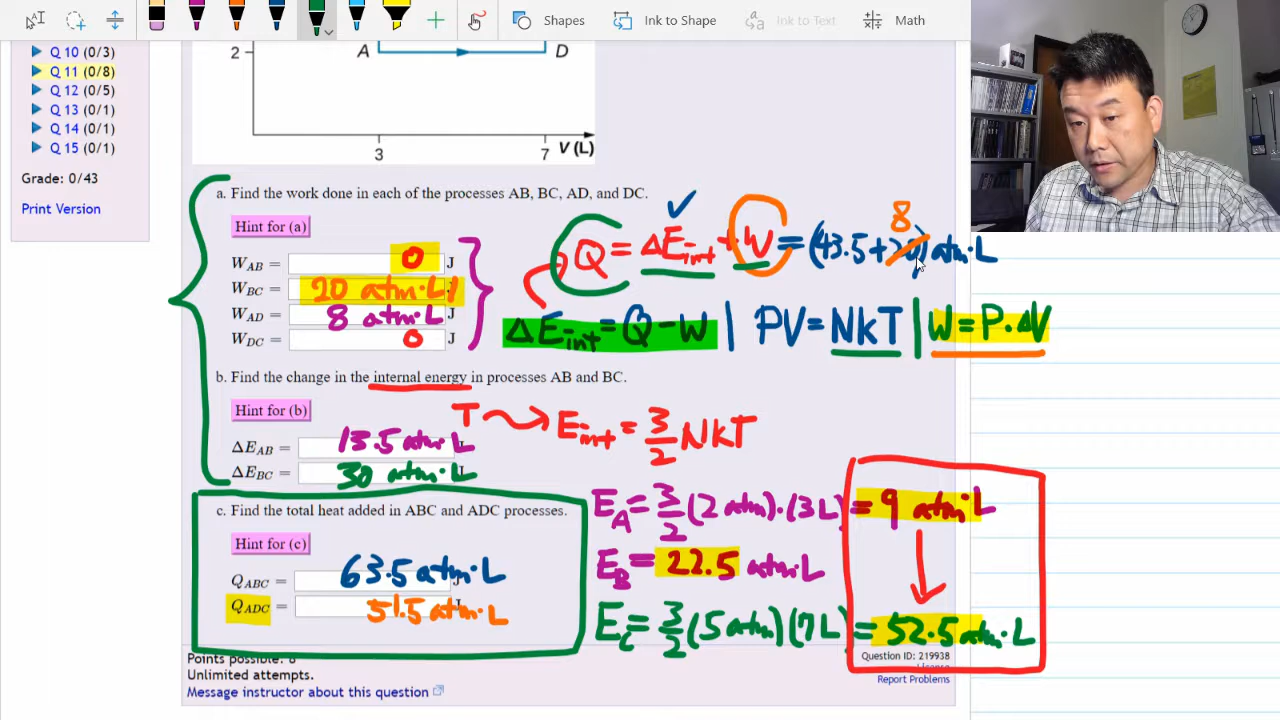 Shapes
Ink to Shape
Ink to Text
Math
Q 10 (0/3)
Q 11 (0/8)
Q 12 (0/5)
Q 13 (0/1)
Q 14 (0/1)
Q 15 (0/1)
Grade: 0/43
Print Version
2
A
D
3
7
V (L)
a. Find the work done in each of the processes AB, BC, AD, and DC.
Hint for (a)
W_AB = 0 J
W_BC = 20 atm·L J
W_AD = 8 atm·L J
W_DC = 0 J
Q = ΔE_int + W = (43.5 + 20) atm·L
8
ΔE_int = Q - W | PV = NkT | W = P·ΔV
b. Find the change in the internal energy in processes AB and BC.
Hint for (b)
T → E_int = 3/2 NkT
ΔE_AB = 13.5 atm·L J
ΔE_BC = 30 atm·L J
c. Find the total heat added in ABC and ADC processes.
Hint for (c)
Q_ABC = 63.5 atm·L J
Q_ADC = 51.5 atm·L J
E_A = 3/2 (2 atm)·(3L) = 9 atm·L
E_B = 22.5 atm·L
E_C = 3/2 (5 atm)(7L) = 52.5 atm·L
Points possible: 8
Unlimited attempts.
Message instructor about this question
Question ID: 219938
License
Report Problems